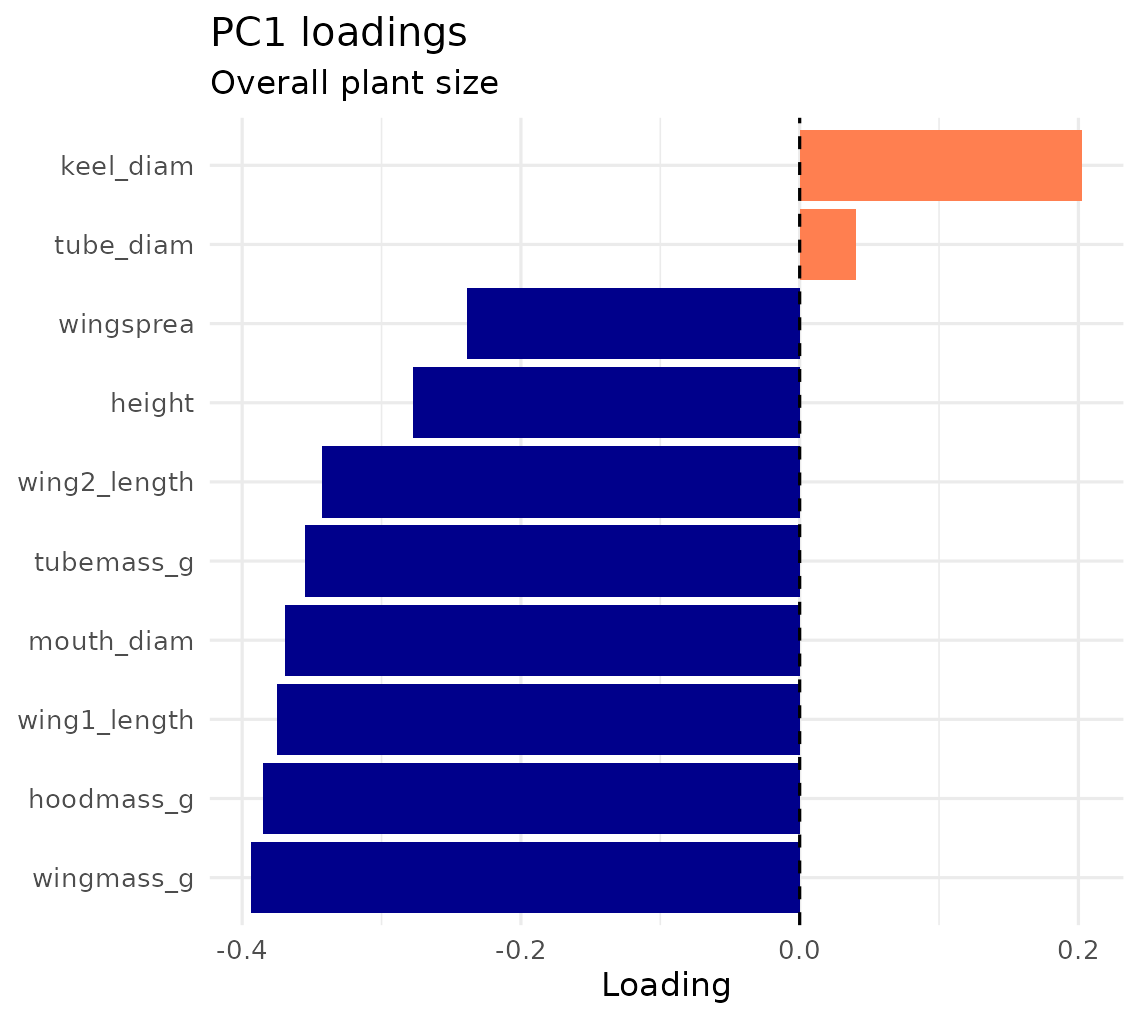 PC1 loadings
Overall plant size
keel_diam
tube_diam
wingsprea
height
wing2_length
tubemass_g
mouth_diam
wing1_length
hoodmass_g
wingmass_g
-0.4 -0.2 0.0 0.2
Loading